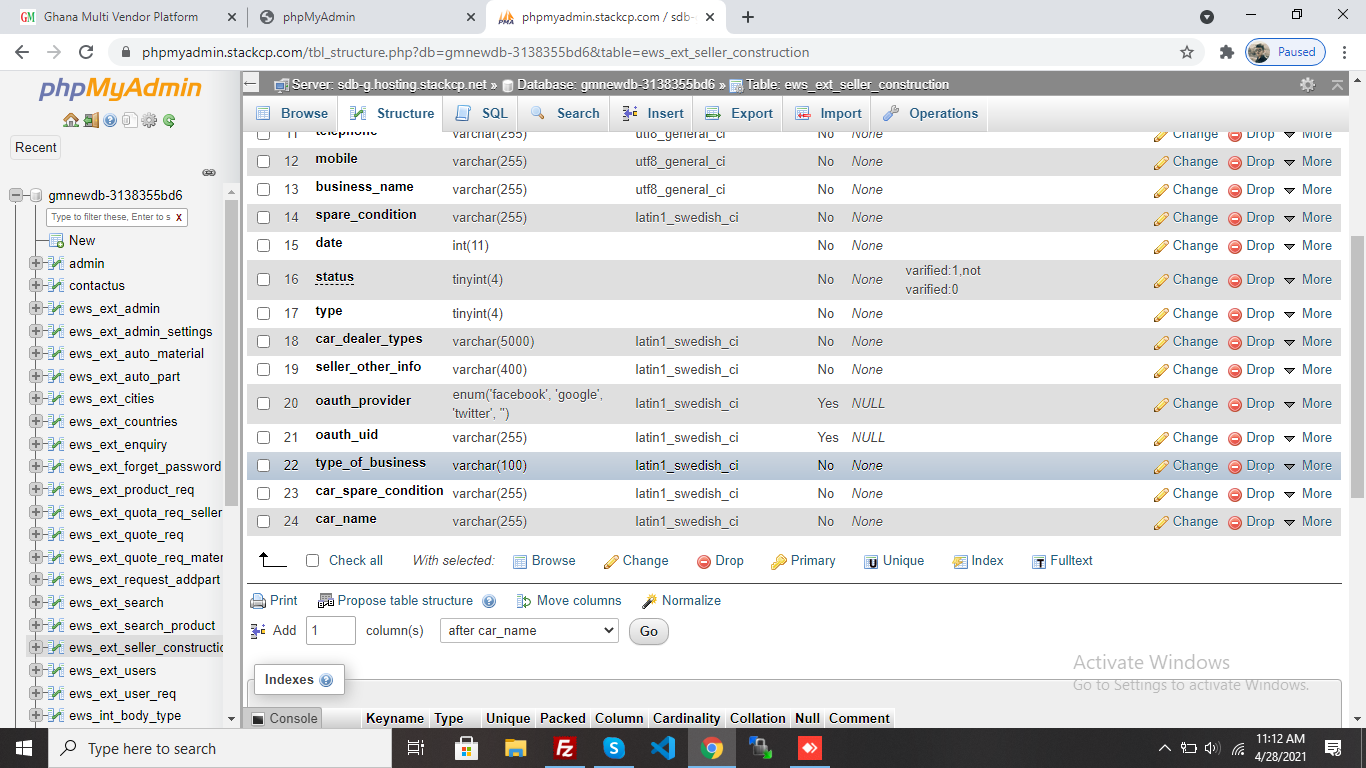 Ghana Multi Vendor Platform
phpMyAdmin
phpmyadmin.stackcp.com / sdb-
phpmyadmin.stackcp.com/tbl_structure.php?db=gmnewdb-3138355bd6&table=ews_ext_seller_construction
Paused
phpMyAdmin
Recent
gmnewdb-3138355bd6
Type to filter these, Enter to s X
New
admin
contactus
ews_ext_admin
ews_ext_admin_settings
ews_ext_auto_material
ews_ext_auto_part
ews_ext_cities
ews_ext_countries
ews_ext_enquiry
ews_ext_forget_password
ews_ext_product_req
ews_ext_quota_req_seller
ews_ext_quote_req
ews_ext_quote_req_mater
ews_ext_request_addpart
ews_ext_search
ews_ext_search_product
ews_ext_seller_constructio
ews_ext_users
ews_ext_user_req
ews_int_body_type
Server: sdb-g.hosting.stackcp.net » Database: gmnewdb-3138355bd6 » Table: ews_ext_seller_construction
Browse Structure SQL Search Insert Export Import Operations
11 telephone varchar(255) utf8_general_ci No None Change Drop More
12 mobile varchar(255) utf8_general_ci No None Change Drop More
13 business_name varchar(255) utf8_general_ci No None Change Drop More
14 spare_condition varchar(255) latin1_swedish_ci No None Change Drop More
15 date int(11) No None Change Drop More
16 status tinyint(4) No None varified:1,not varified:0 Change Drop More
17 type tinyint(4) No None Change Drop More
18 car_dealer_types varchar(5000) latin1_swedish_ci No None Change Drop More
19 seller_other_info varchar(400) latin1_swedish_ci No None Change Drop More
20 oauth_provider enum('facebook', 'google', 'twitter', '') latin1_swedish_ci Yes NULL Change Drop More
21 oauth_uid varchar(255) latin1_swedish_ci Yes NULL Change Drop More
22 type_of_business varchar(100) latin1_swedish_ci No None Change Drop More
23 car_spare_condition varchar(255) latin1_swedish_ci No None Change Drop More
24 car_name varchar(255) latin1_swedish_ci No None Change Drop More
Check all With selected: Browse Change Drop Primary Unique Index Fulltext
Print Propose table structure Move columns Normalize
Add 1 column(s) after car_name Go
Indexes
Console Keyname Type Unique Packed Column Cardinality Collation Null Comment
Activate Windows
Go to Settings to activate Windows.
Type here to search
11:12 AM
4/28/2021